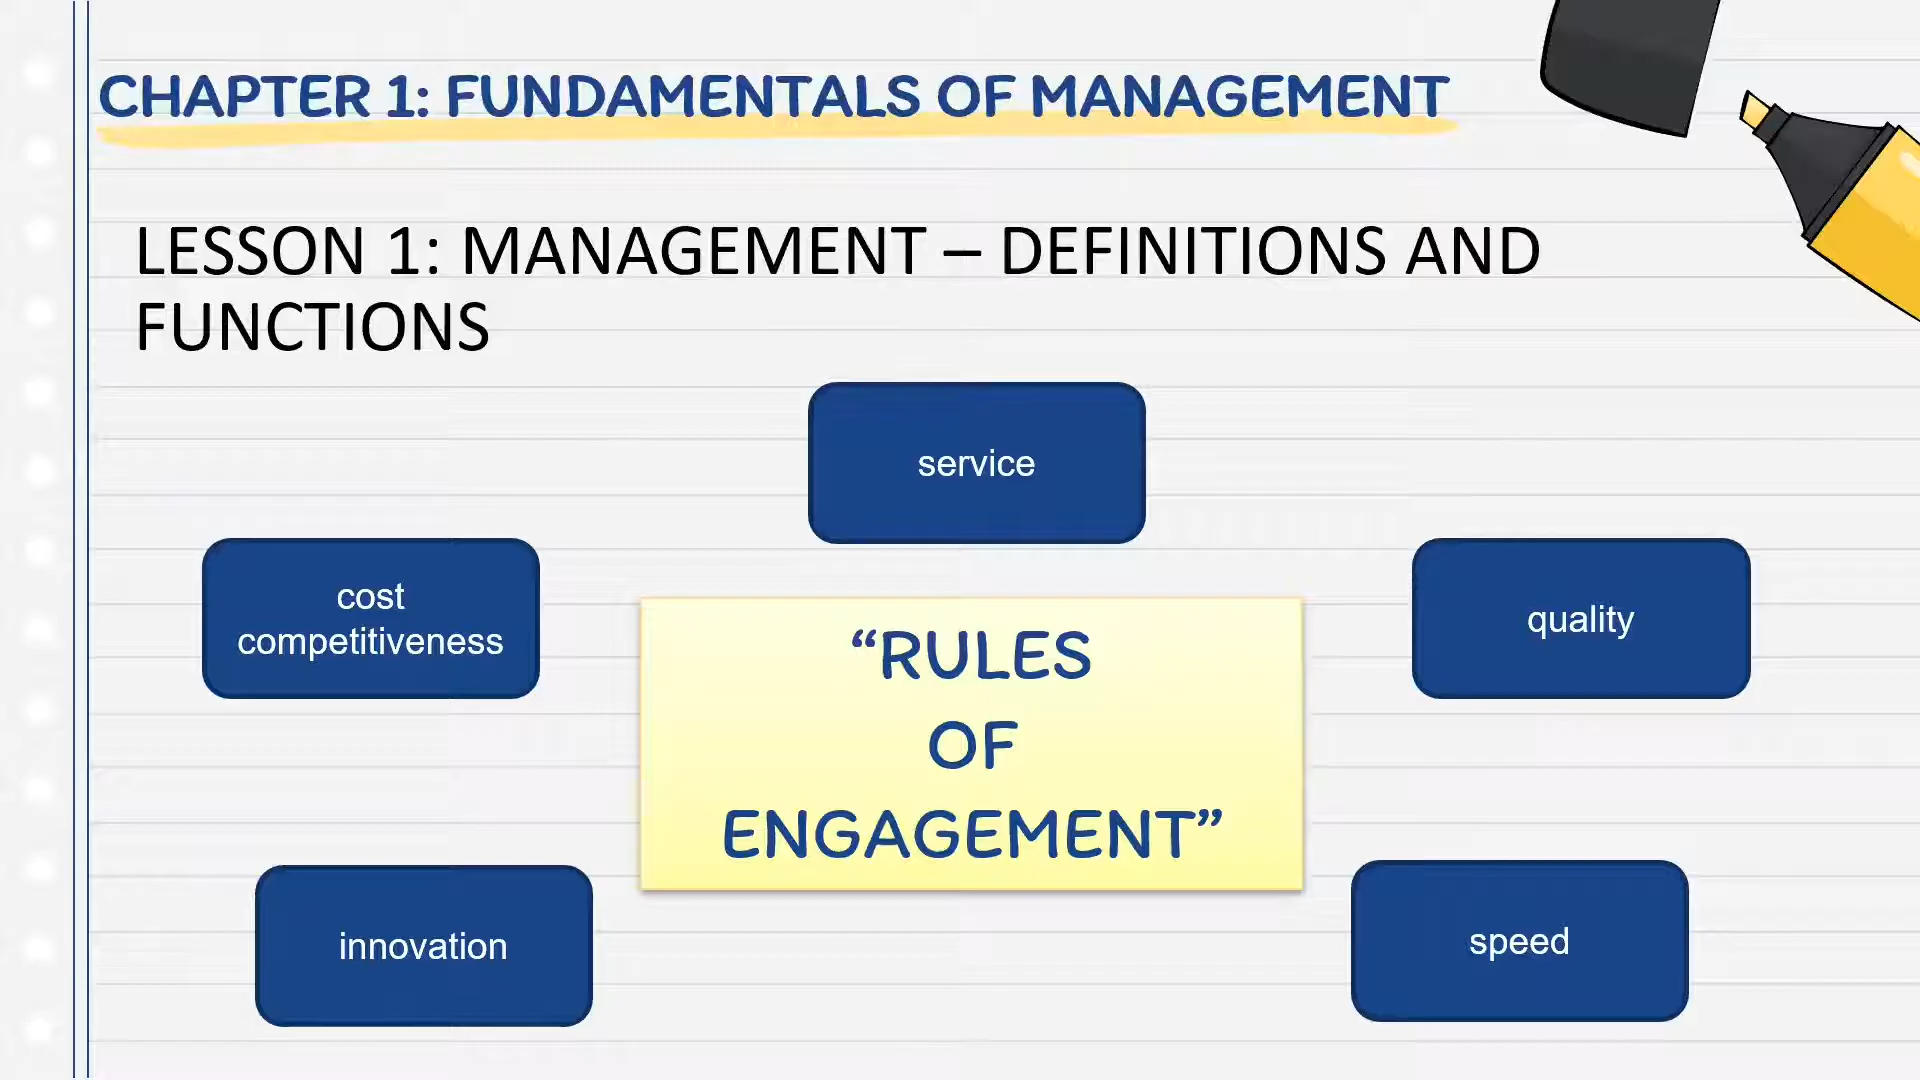 CHAPTER 1: FUNDAMENTALS OF MANAGEMENT
LESSON 1: MANAGEMENT – DEFINITIONS AND
FUNCTIONS
service
cost
competitiveness
quality
“RULES
OF
ENGAGEMENT”
innovation
speed